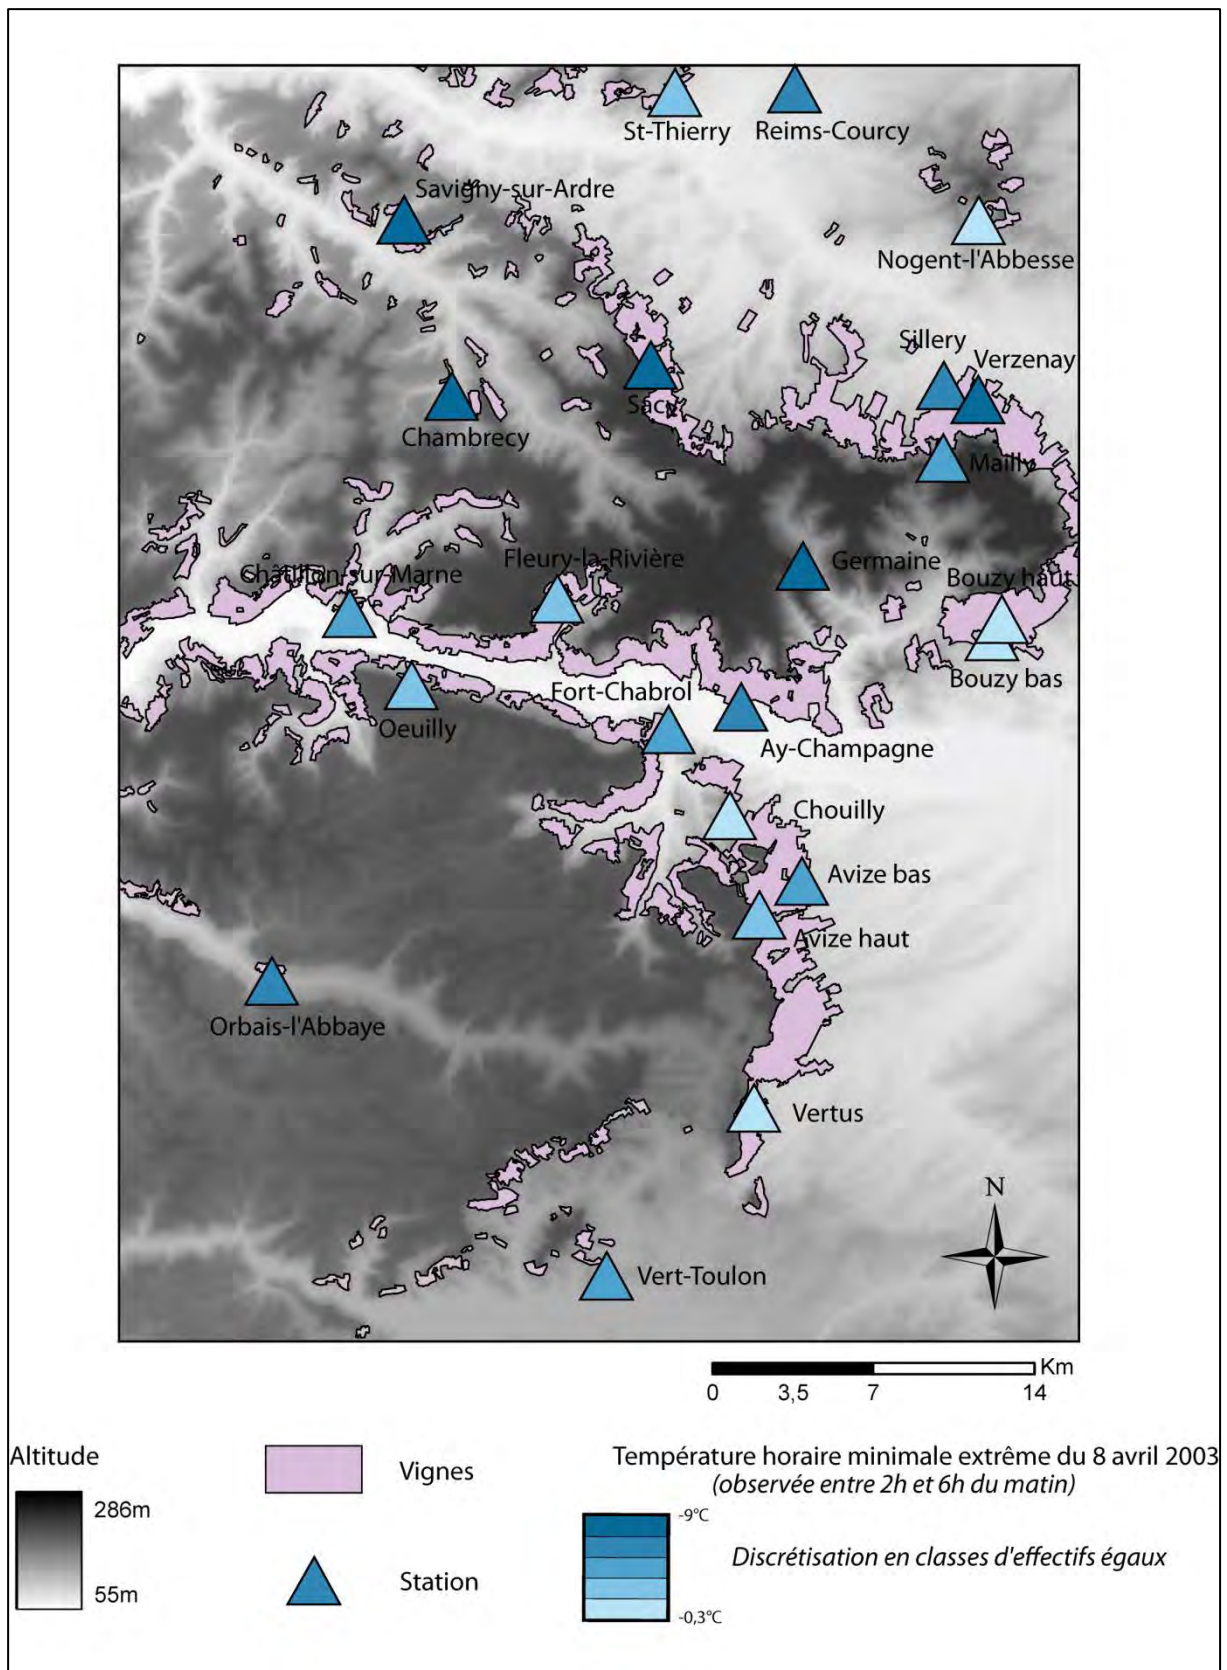 St-Thierry
Reims-Courcy
Savigny-sur-Ardre
Nogent-l'Abbesse
Sillery
Verzenay
Sacy
Chambrecy
Mailly
Fleury-la-Rivière
Germaine
Châtillon-sur-Marne
Bouzy haut
Bouzy bas
Fort-Chabrol
Oeuilly
Ay-Champagne
Chouilly
Avize bas
Avize haut
Orbais-l'Abbaye
Vertus
N
Vert-Toulon
Km
0 3,5 7 14
Altitude
286m
55m
Vignes
Station
Température horaire minimale extrême du 8 avril 2003
(observée entre 2h et 6h du matin)
-9°C
Discrétisation en classes d'effectifs égaux
-0,3°C